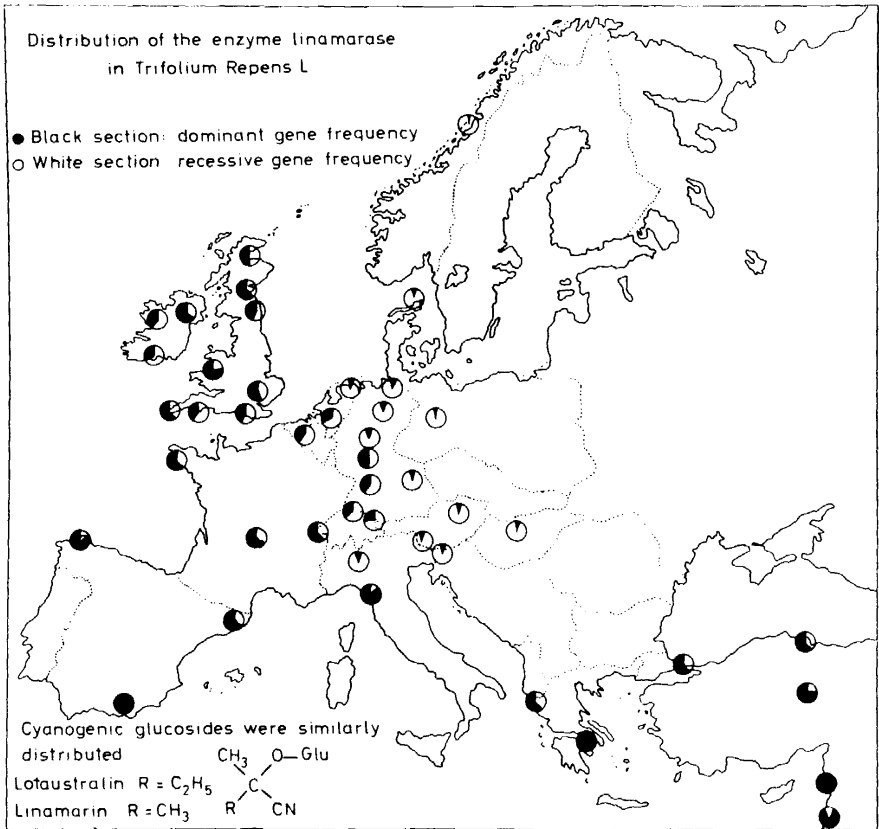 Distribution of the enzyme linamarase
in Trifolium Repens L
● Black section: dominant gene frequency
○ White section recessive gene frequency
Cyanogenic glucosides were similarly
distributed
CH₃ O—Glu
C
R CN
Lotaustralin R = C₂H₅
Linamarin R = CH₃